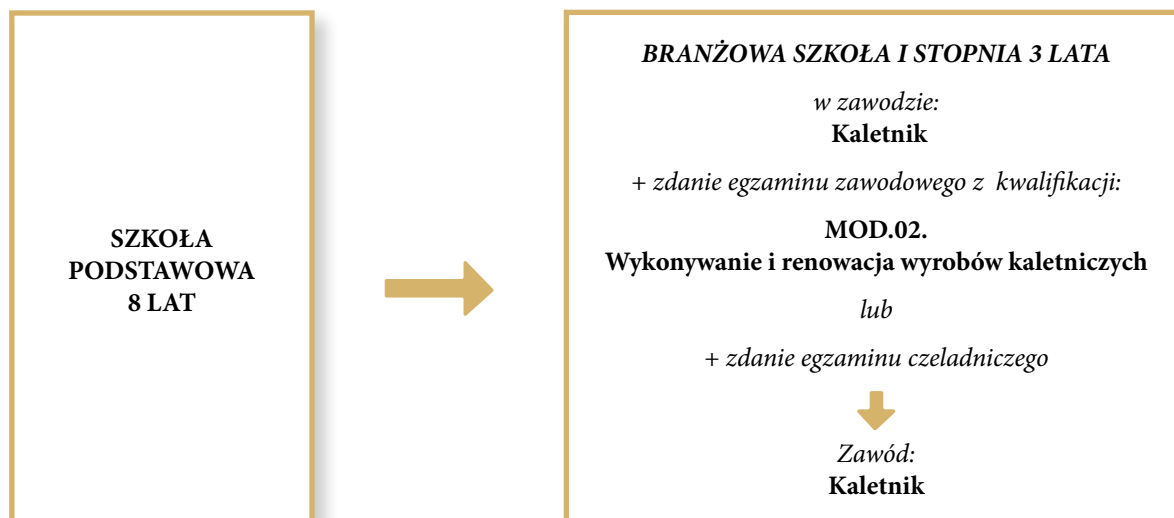 SZKOŁA
PODSTAWOWA
8 LAT
BRANŻOWA SZKOŁA I STOPNIA 3 LATA
w zawodzie:
Kaletnik
+ zdanie egzaminu zawodowego z kwalifikacji:
MOD.02.
Wykonywanie i renowacja wyrobów kaletniczych
lub
+ zdanie egzaminu czeladniczego
Zawód:
Kaletnik